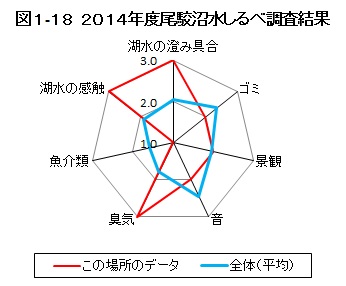 図1-18 2014年度尾駮沼水しるべ調査結果
湖水の澄み具合
3.0
湖水の感触
ゴミ
2.0
魚介類
1.0
景観
臭気
音
この場所のデータ
全体(平均)